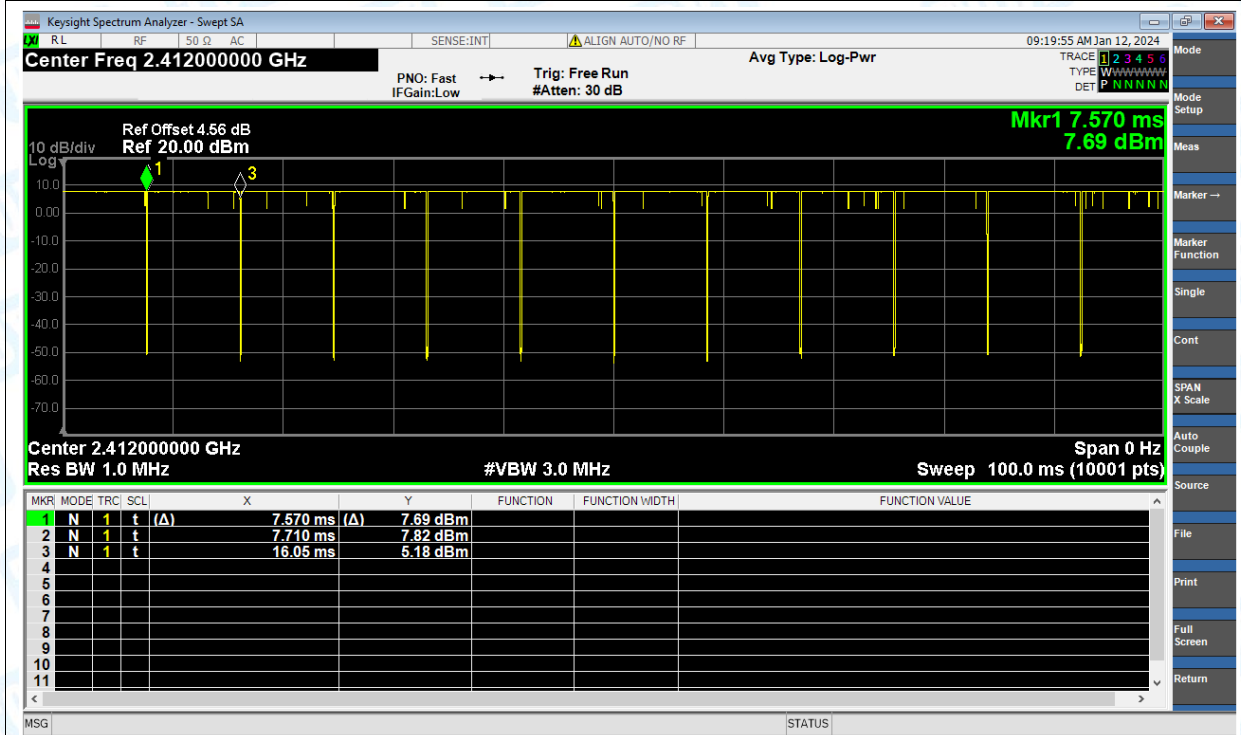 Keysight Spectrum Analyzer - Swept SA
LXI RL RF 50 Ω AC SENSE:INT ALIGN AUTO/NO RF 09:19:55 AM Jan 12, 2024
Center Freq 2.412000000 GHz Avg Type: Log-Pwr TRACE 1 2 3 4 5 6
PNO: Fast Trig: Free Run TYPE WWWWWW
IFGain:Low #Atten: 30 dB DET P N N N N N
Mkr1 7.570 ms
Ref Offset 4.56 dB
10 dB/div Ref 20.00 dBm 7.69 dBm
Log
1
3
10.0
0.00
-10.0
-20.0
-30.0
-40.0
-50.0
-60.0
-70.0
Center 2.412000000 GHz Span 0 Hz
Res BW 1.0 MHz #VBW 3.0 MHz Sweep 100.0 ms (10001 pts)
MKR MODE TRC SCL X Y FUNCTION FUNCTION WIDTH FUNCTION VALUE
1 N 1 t (Δ) 7.570 ms (Δ) 7.69 dBm
2 N 1 t 7.710 ms 7.82 dBm
3 N 1 t 16.05 ms 5.18 dBm
4
5
6
7
8
9
10
11
MSG STATUS
Mode
Mode
Setup
Meas
Marker →
Marker
Function
Single
Cont
SPAN
X Scale
Auto
Couple
Source
File
Print
Full
Screen
Return